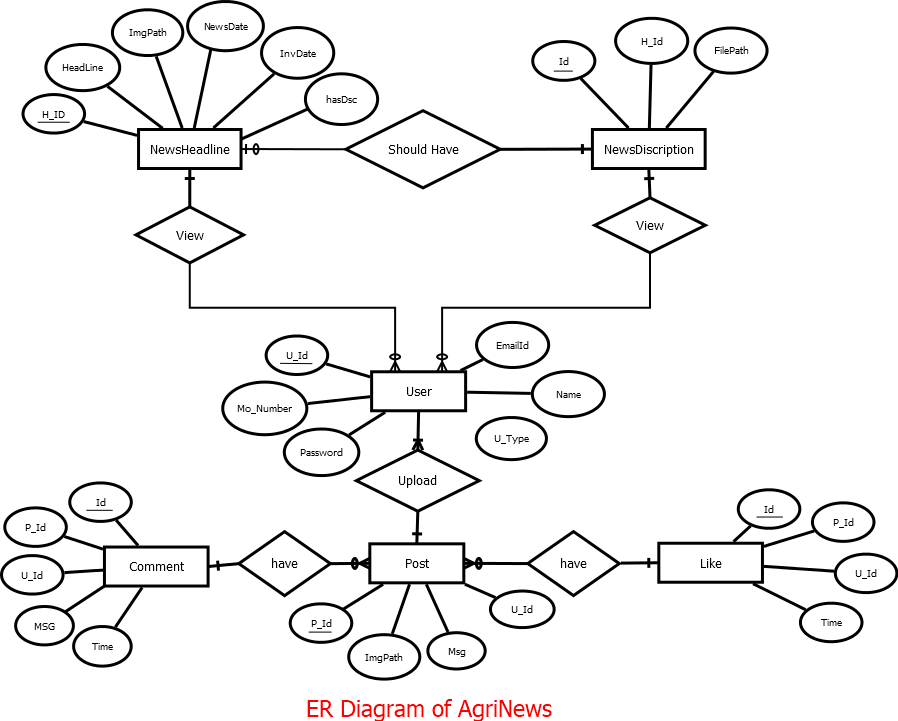 ImgPath
NewsDate
InvDate
HeadLine
hasDsc
H_ID
NewsHeadline
Should Have
Id
H_Id
FilePath
NewsDiscription
View
View
U_Id
EmailId
Mo_Number
User
Name
Password
U_Type
Upload
Id
P_Id
U_Id
MSG
Time
Comment
have
Post
P_Id
ImgPath
Msg
U_Id
have
Like
Id
P_Id
U_Id
Time
ER Diagram of AgriNews